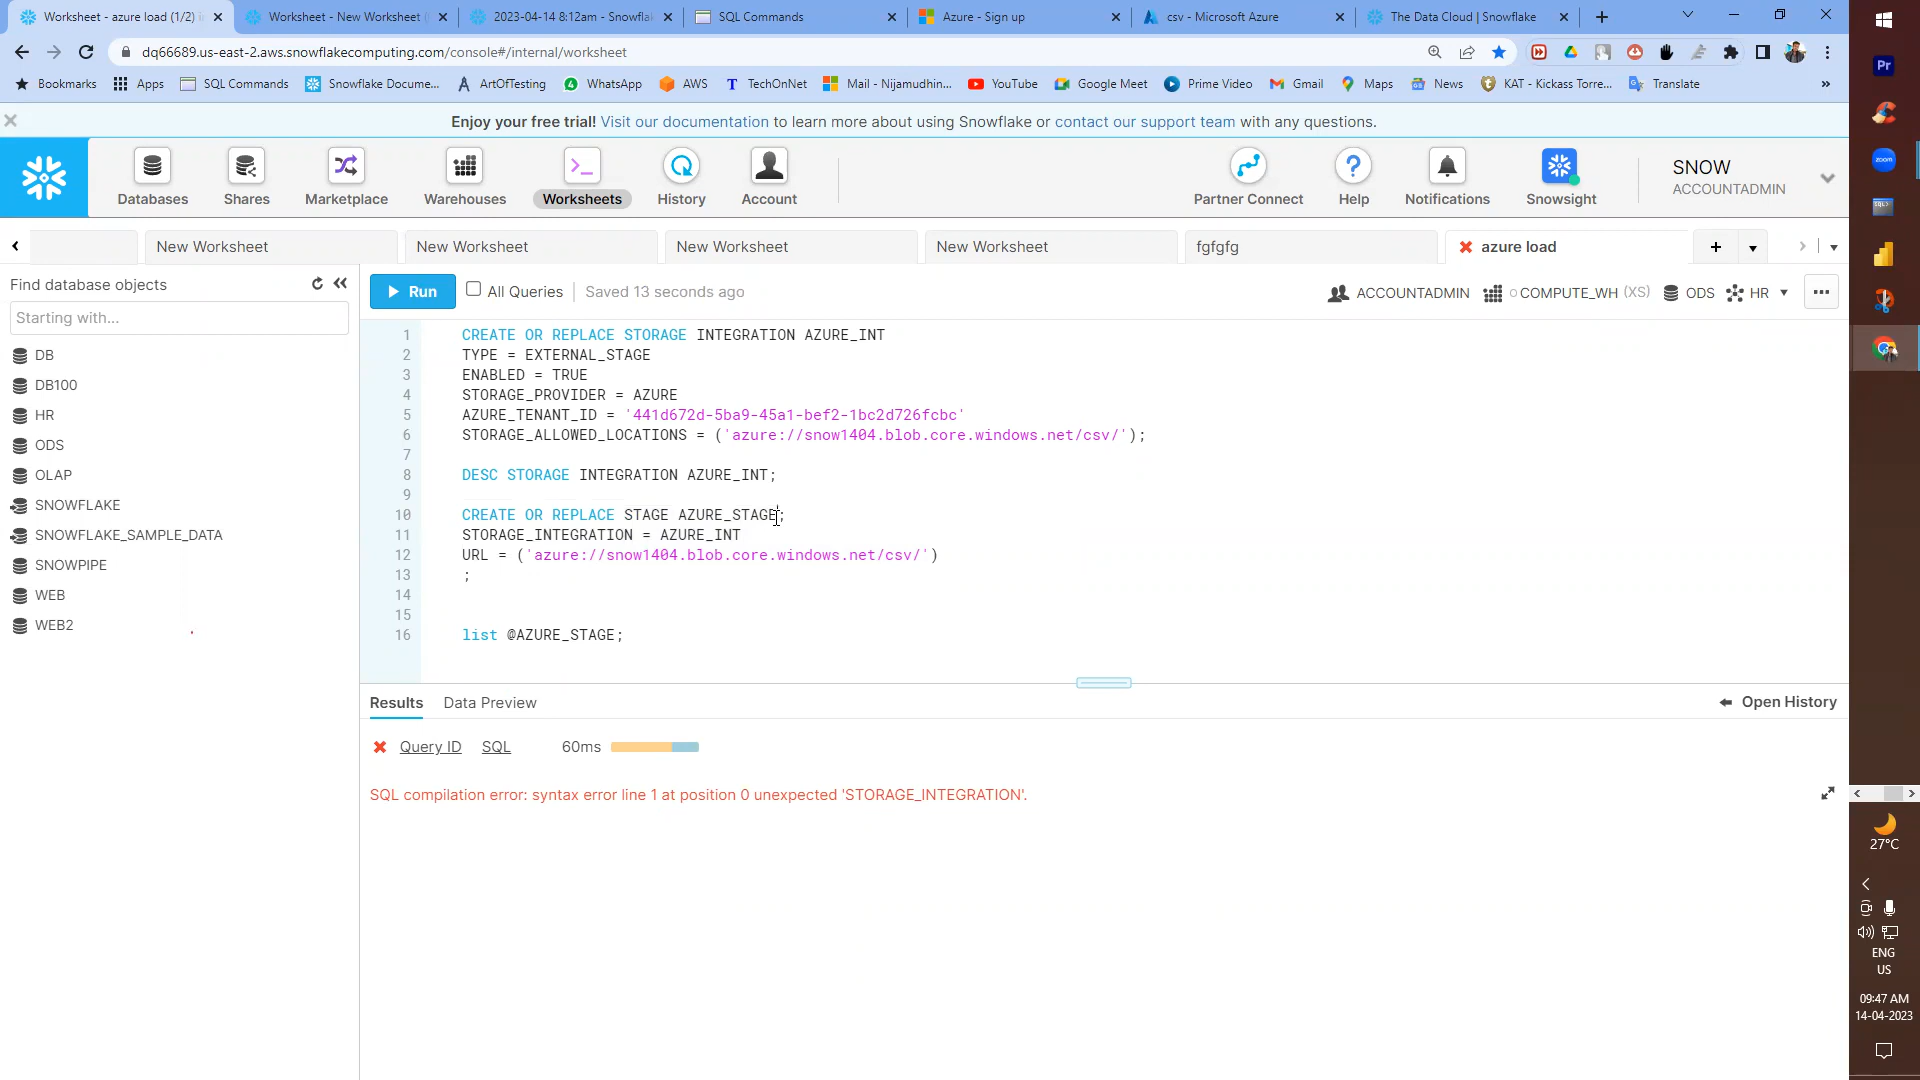 Worksheet - azure load (1/2) i
Worksheet - New Worksheet (
2023-04-14 8:12am - Snowflak
SQL Commands
Azure - Sign up
csv - Microsoft Azure
The Data Cloud | Snowflake
dq66689.us-east-2.aws.snowflakecomputing.com/console#/internal/worksheet
Bookmarks
Apps
SQL Commands
Snowflake Docume...
ArtOfTesting
WhatsApp
AWS
TechOnNet
Mail - Nijamudhin...
YouTube
Google Meet
Prime Video
Gmail
Maps
News
KAT - Kickass Torre...
Translate
»
Enjoy your free trial! Visit our documentation to learn more about using Snowflake or contact our support team with any questions.
Databases
Shares
Marketplace
Warehouses
Worksheets
History
Account
Partner Connect
Help
Notifications
Snowsight
SNOW
ACCOUNTADMIN
New Worksheet
New Worksheet
New Worksheet
New Worksheet
fgfgfg
azure load
Find database objects
Starting with...
DB
DB100
HR
ODS
OLAP
SNOWFLAKE
SNOWFLAKE_SAMPLE_DATA
SNOWPIPE
WEB
WEB2
Run
All Queries
Saved 13 seconds ago
ACCOUNTADMIN
COMPUTE_WH (XS)
ODS
HR
1 CREATE OR REPLACE STORAGE INTEGRATION AZURE_INT
2 TYPE = EXTERNAL_STAGE
3 ENABLED = TRUE
4 STORAGE_PROVIDER = AZURE
5 AZURE_TENANT_ID = '441d672d-5ba9-45a1-bef2-1bc2d726fcbc'
6 STORAGE_ALLOWED_LOCATIONS = ('azure://snow1404.blob.core.windows.net/csv/');
7
8 DESC STORAGE INTEGRATION AZURE_INT;
9
10 CREATE OR REPLACE STAGE AZURE_STAGE;
11 STORAGE_INTEGRATION = AZURE_INT
12 URL = ('azure://snow1404.blob.core.windows.net/csv/')
13 ;
14
15
16 list @AZURE_STAGE;
Results
Data Preview
Open History
Query ID
SQL
60ms
SQL compilation error: syntax error line 1 at position 0 unexpected 'STORAGE_INTEGRATION'.
Pr
zoom
SQL
27°C
ENG
US
09:47 AM
14-04-2023